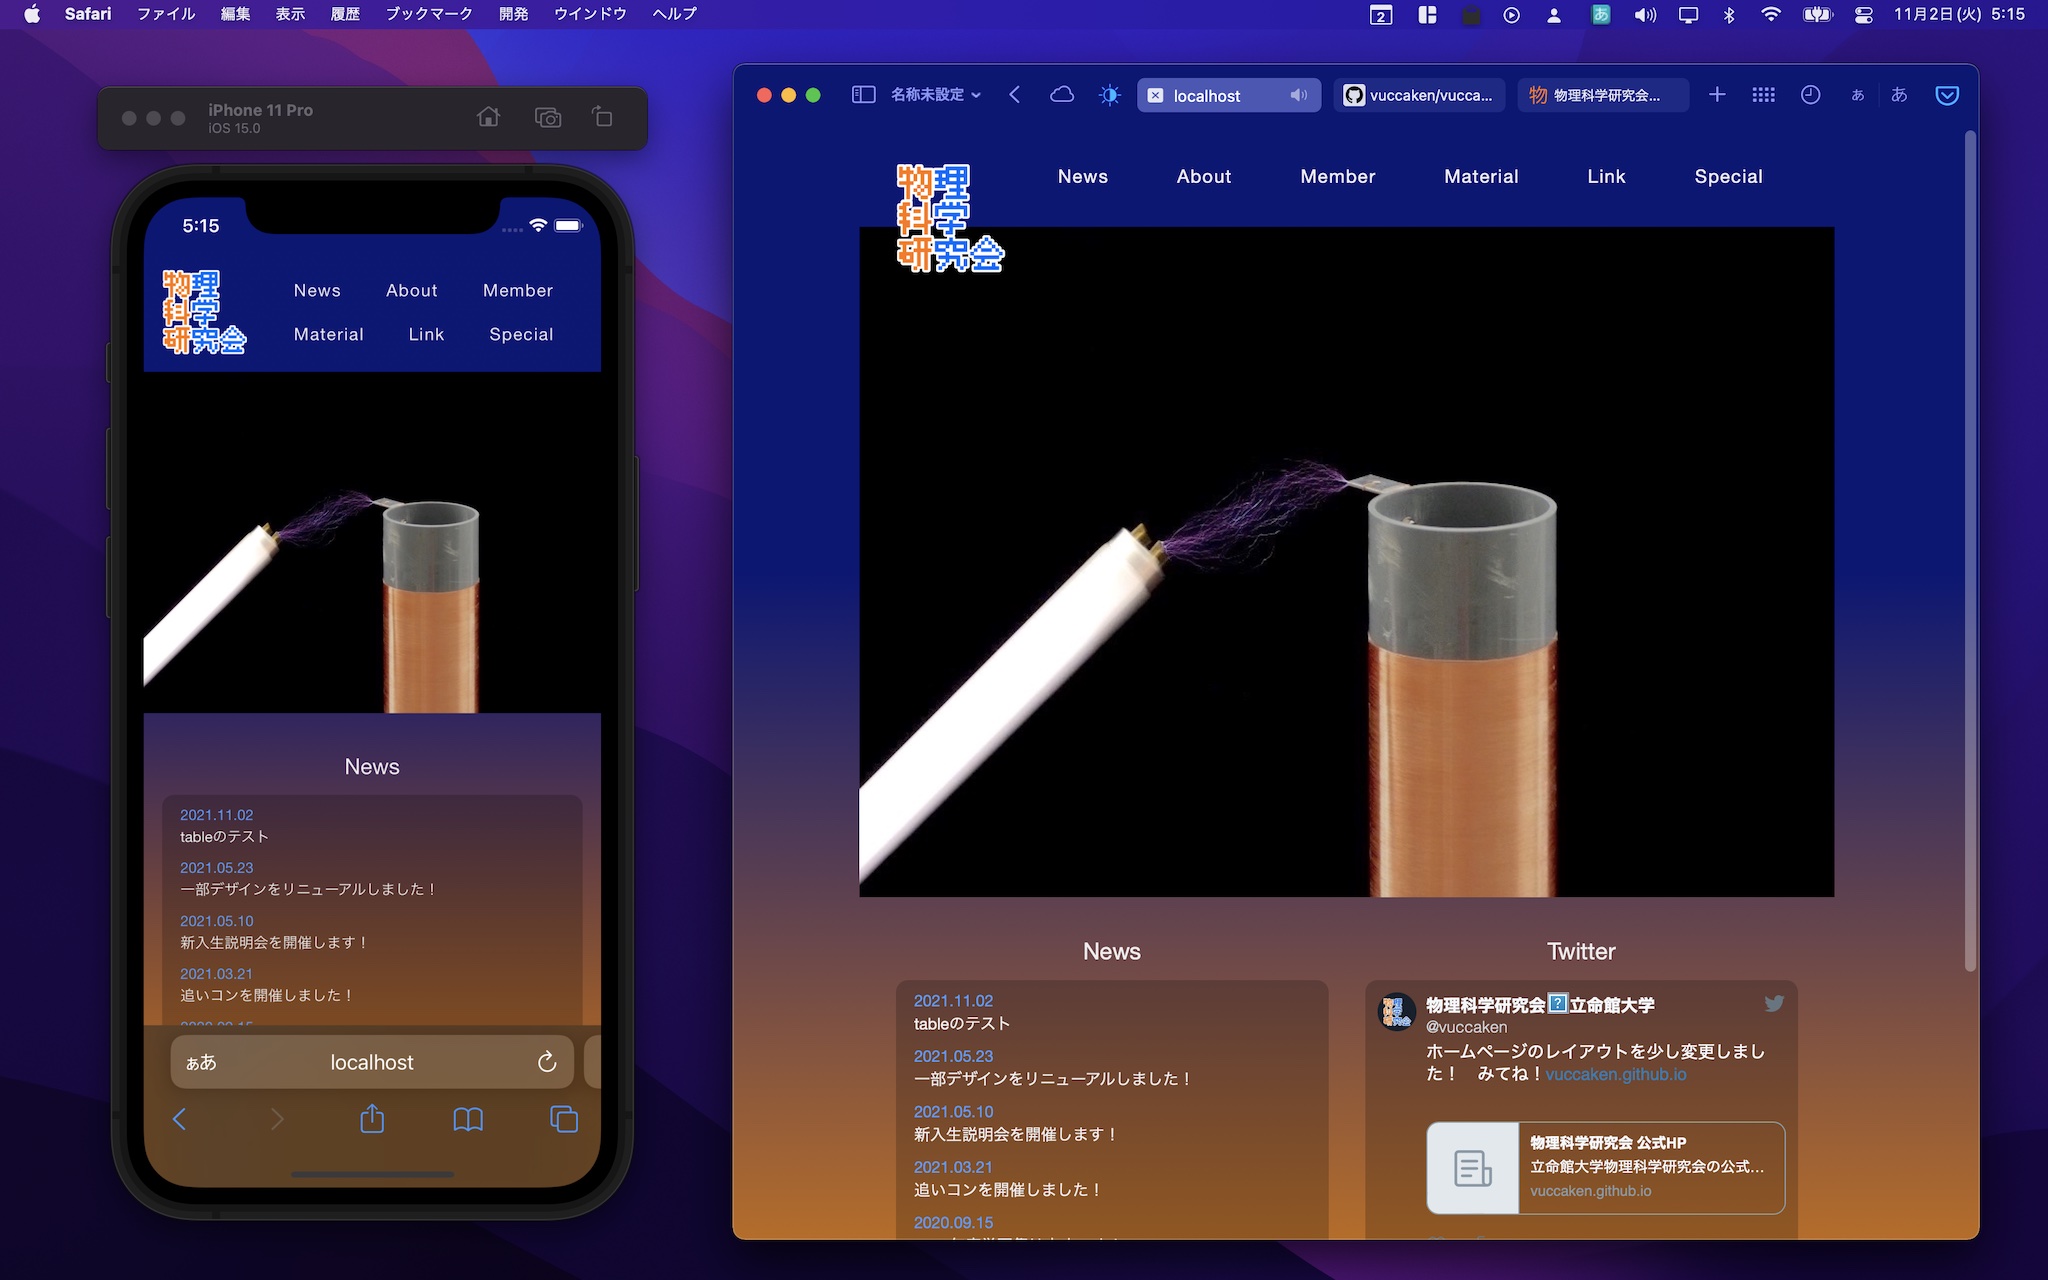 Safari ファイル 編集 表示 履歴 ブックマーク 開発 ウインドウ ヘルプ
2 あ 11月2日(火) 5:15
iPhone 11 Pro
iOS 15.0
5:15
物理
科学
研究会
News About Member
Material Link Special
News
2021.11.02
tableのテスト
2021.05.23
一部デザインをリニューアルしました！
2021.05.10
新入生説明会を開催します！
2021.03.21
追いコンを開催しました！
2020.09.15
ぁあ localhost
名称未設定 localhost vuccaken/vucca... 物 物理科学研究会... あ あ
物理
科学
研究会
News About Member Material Link Special
News
2021.11.02
tableのテスト
2021.05.23
一部デザインをリニューアルしました！
2021.05.10
新入生説明会を開催します！
2021.03.21
追いコンを開催しました！
2020.09.15
Twitter
物理科学研究会?立命館大学
@vuccaken
ホームページのレイアウトを少し変更しまし
た！　みてね！vuccaken.github.io
物理科学研究会 公式HP
立命館大学物理科学研究会の公式...
vuccaken.github.io